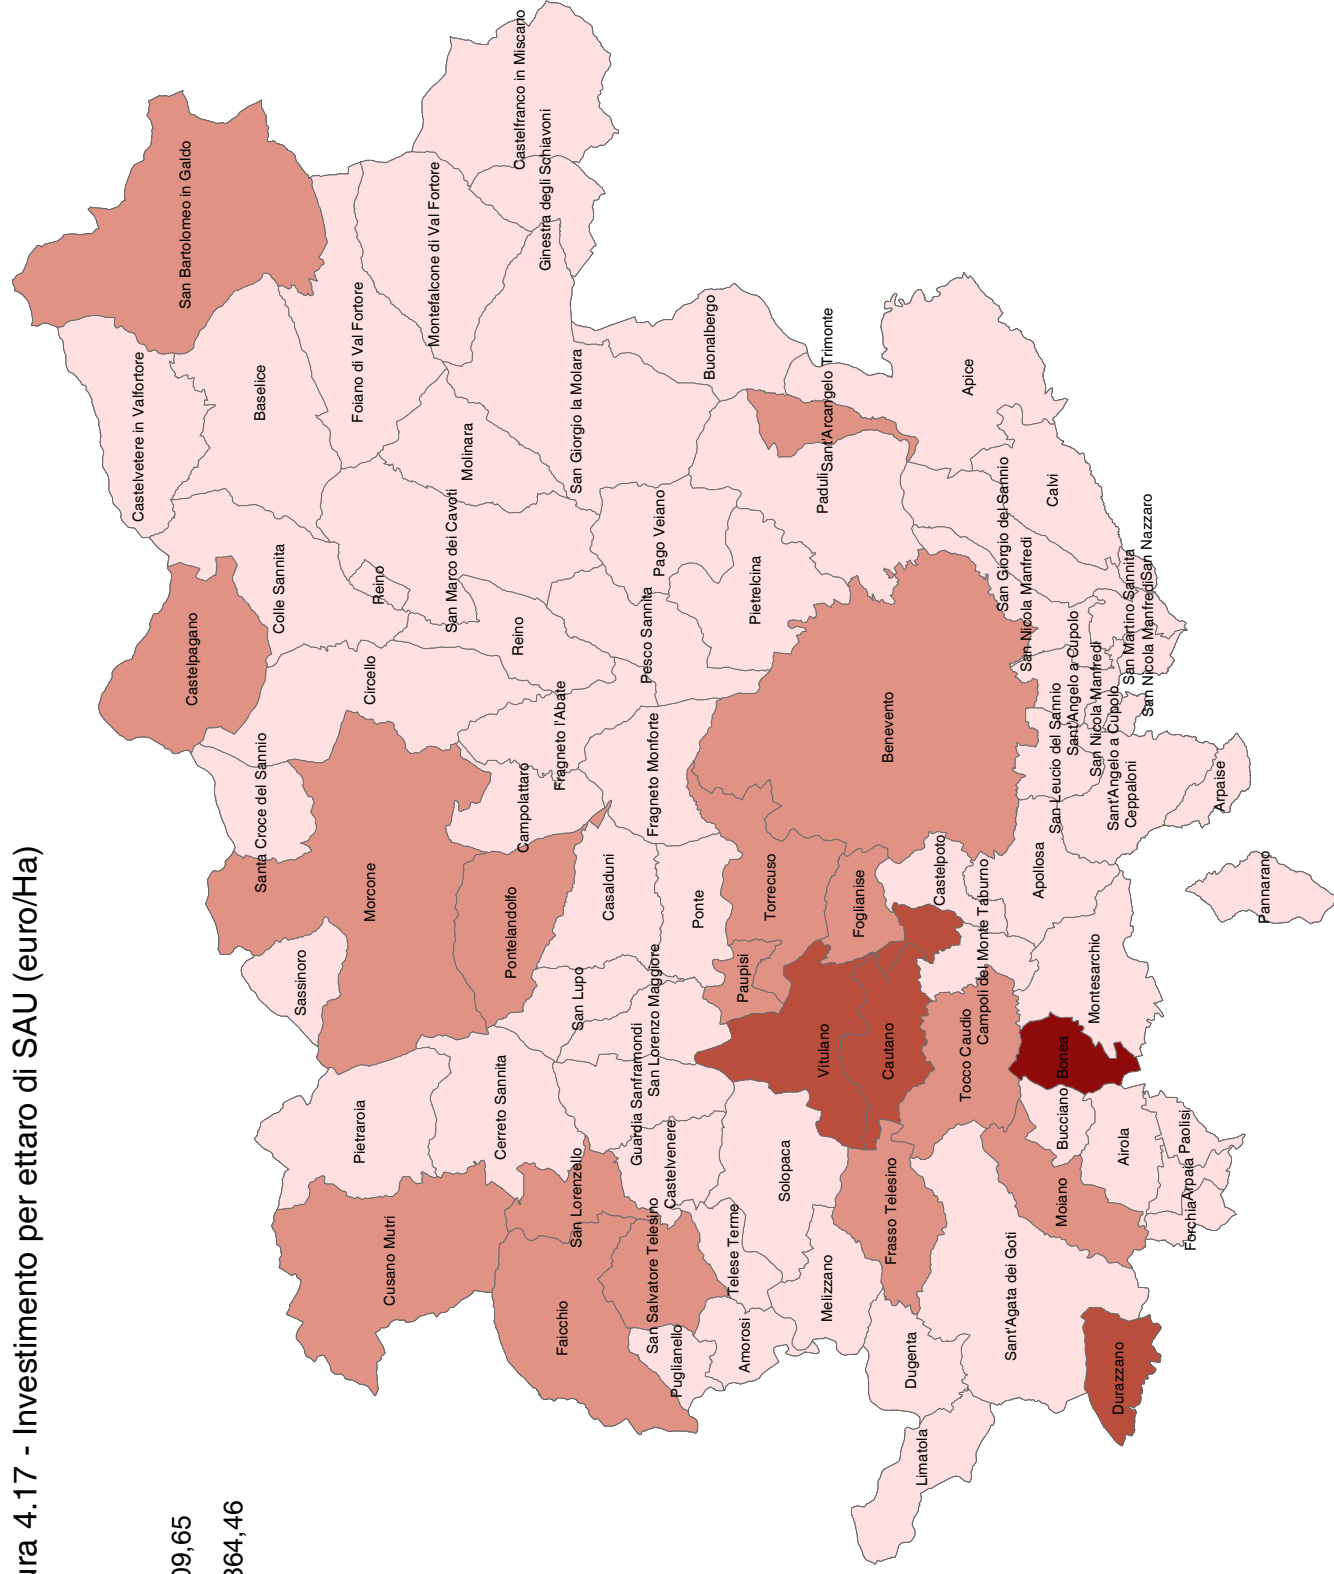 ura 4.17 - Investimento per ettaro di SAU (euro/Ha)
09,65
364,46
San Bartolomeo in Galdo
Castelfranco in Miscano
Ginestra degli Schiavoni
Montefalcone di Val Fortore
Foiano di Val Fortore
Castelvetere in Valfortore
Baselice
San Giorgio la Molara
Molinara
Buonalbergo
Sant'Arcangelo Trimonte
Apice
Paduli
Calvi
San Giorgio del Sannio
San Nazzaro
San Marco dei Cavoti
Pago Veiano
Pietrelcina
Colle Sannita
Reino
Reino
Castelpagano
Circello
Pesco Sannita
San Nicola Manfredi
San Martino Sannita
San Nicola Manfredi
Sant'Angelo a Cupolo
San Nicola Manfredi
San Leucio del Sannio
Sant'Angelo a Cupolo
Ceppaloni
Arpaise
Benevento
Fragneto l'Abate
Fragneto Monforte
Campolattaro
Santa Croce del Sannio
Morcone
Sassinoro
Pontelandolfo
Casalduni
Ponte
Torrecuso
Foglianise
Castelpoto
Apollosa
Pannarano
Campoli del Monte Taburno
Montesarchio
Paupisi
San Lupo
San Lorenzo Maggiore
Guardia Sanframondi
Vitulano
Cautano
Tocco Caudio
Bonea
Bucciano
Airola
Paolisi
Arpaia
Forchia
Moiano
Pietraroia
Cerreto Sannita
Castelvenere
Solopaca
Frasso Telesino
San Lorenzello
Cusano Mutri
Faicchio
San Salvatore Telesino
Telese Terme
Melizzano
Sant'Agata dei Goti
Puglianello
Amorosi
Dugenta
Durazzano
Limatola